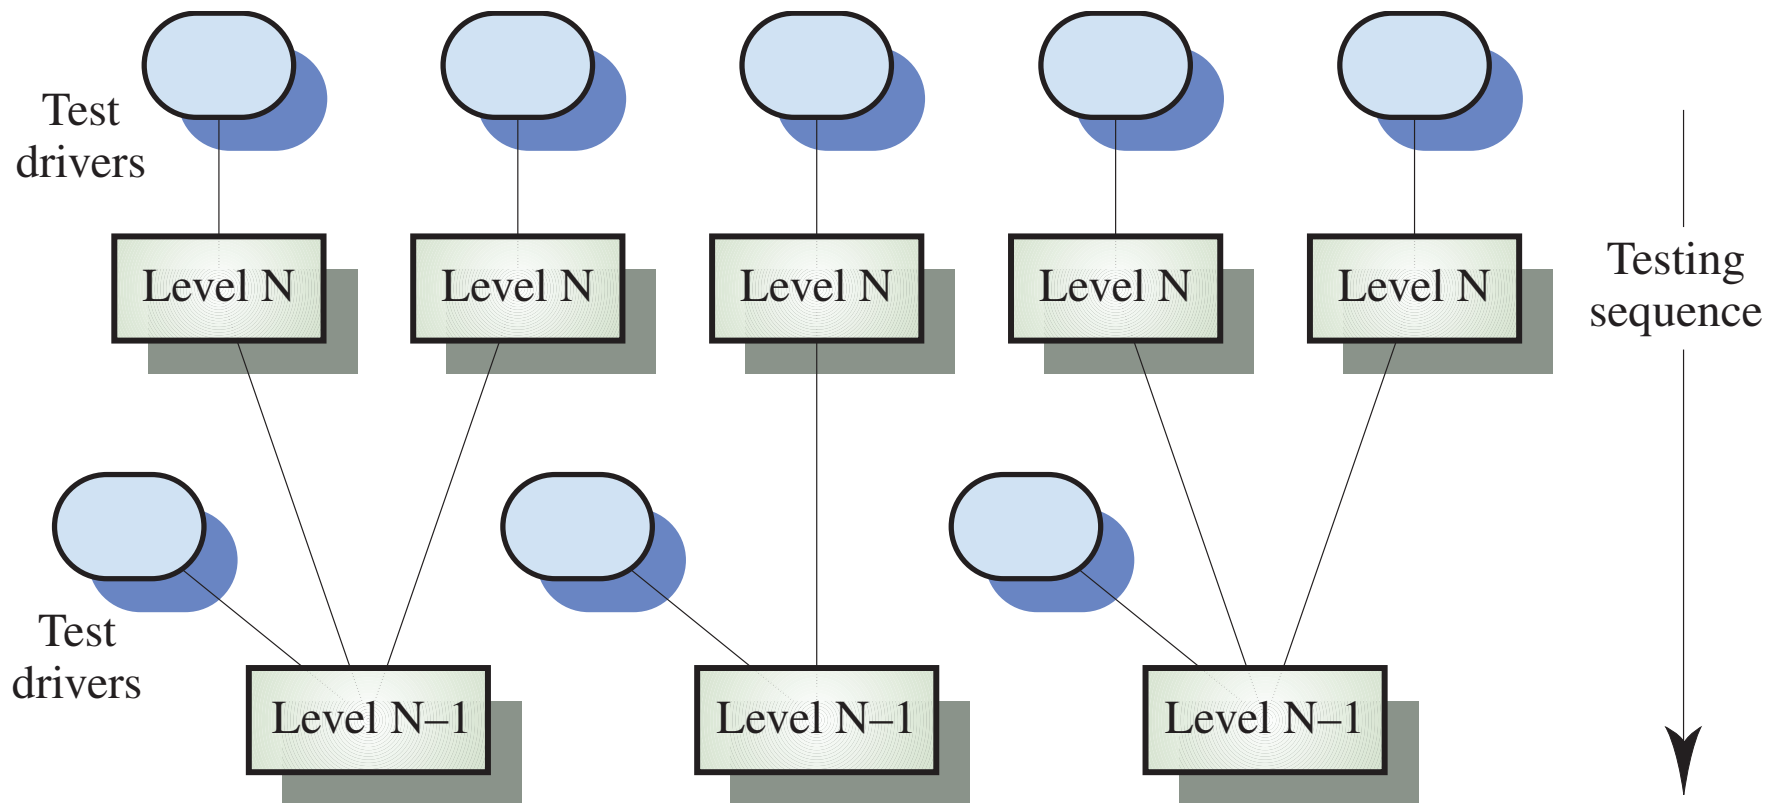 Test
drivers
Level N
Level N
Level N
Level N
Level N
Testing
sequence
Test
drivers
Level N–1
Level N–1
Level N–1